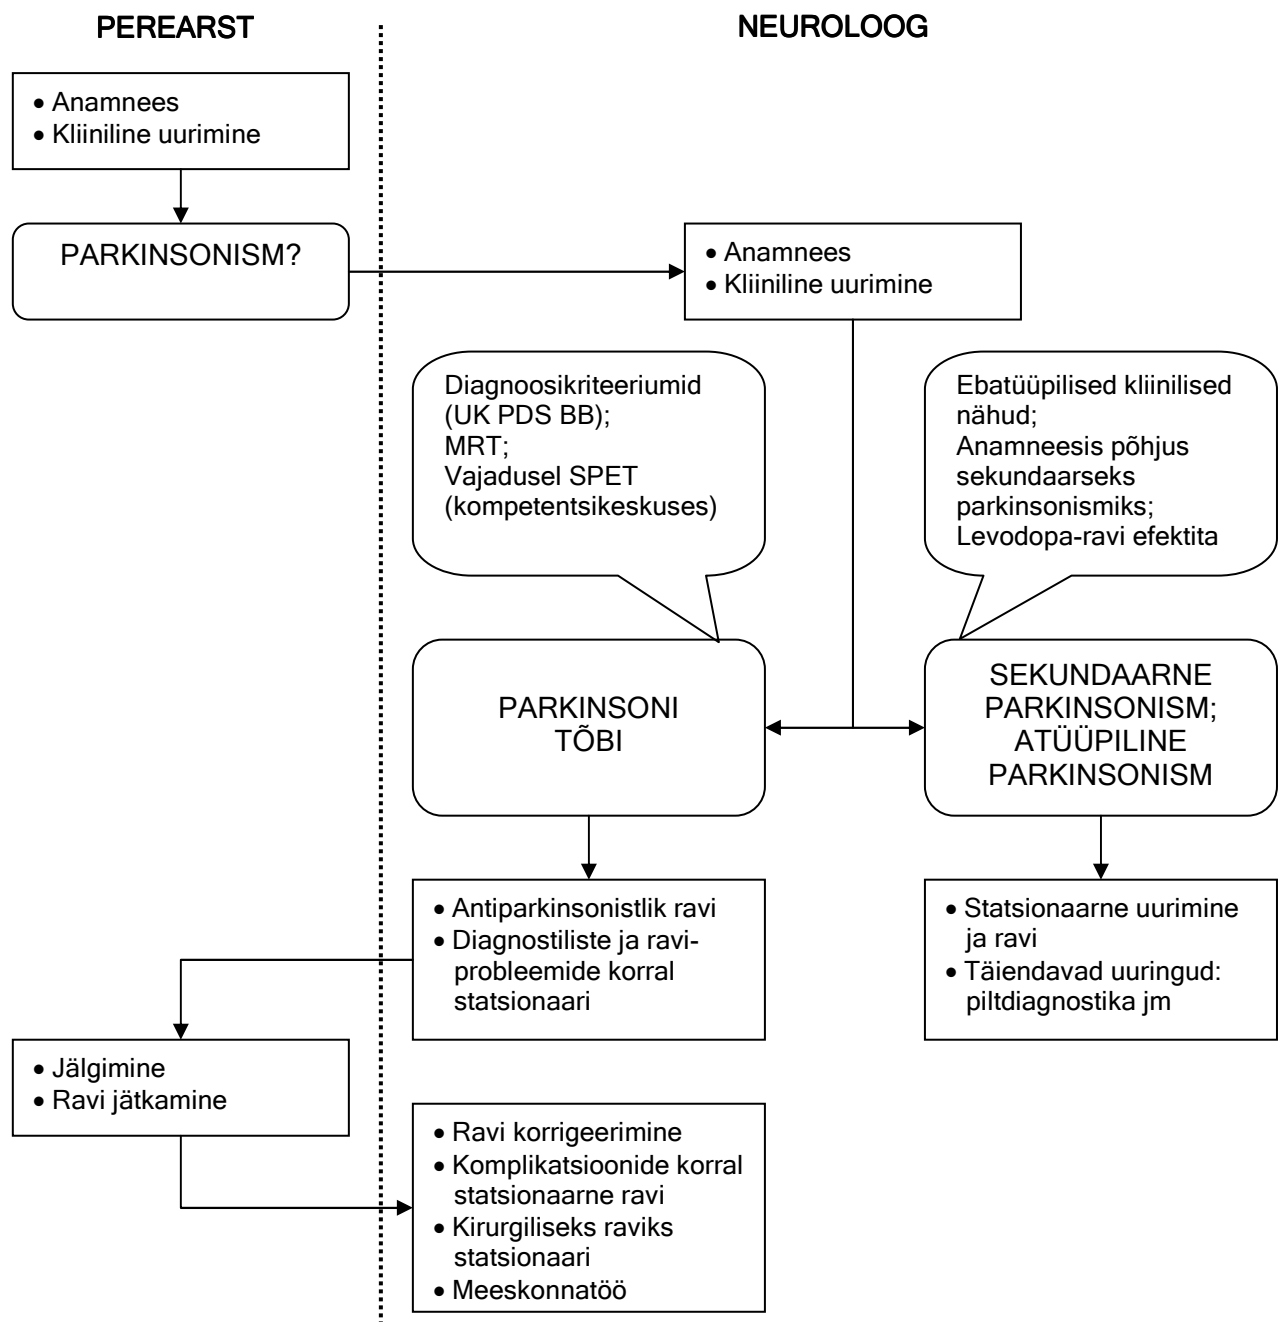 PEREARST
NEUROLOOG
• Anamnees
• Kliiniline uurimine
PARKINSONISM?
• Anamnees
• Kliiniline uurimine
Diagnoosikriteeriumid
(UK PDS BB);
MRT;
Vajadusel SPET
(kompetentsikeskuses)
Ebatüüpilised kliinilised
nähud;
Anamneesis põhjus
sekundaarseks
parkinsonismiks;
Levodopa-ravi efektita
PARKINSONI
TÕBI
SEKUNDAARNE
PARKINSONISM;
ATÜÜPILINE
PARKINSONISM
• Antiparkinsonistlik ravi
• Diagnostiliste ja ravi-
probleemide korral
statsionaari
• Statsionaarne uurimine
ja ravi
• Täiendavad uuringud:
piltdiagnostika jm
• Jälgimine
• Ravi jätkamine
• Ravi korrigeerimine
• Komplikatsioonide korral
statsionaarne ravi
• Kirurgiliseks raviks
statsionaari
• Meeskonnatöö